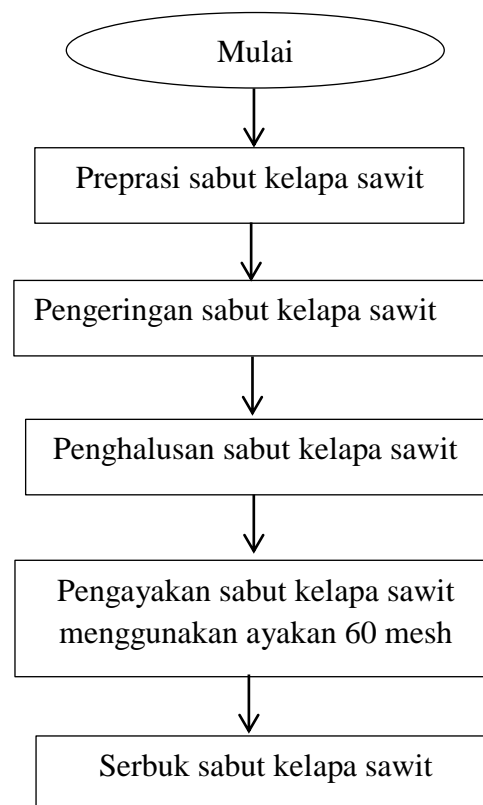 Mulai
Preprasi sabut kelapa sawit
Pengeringan sabut kelapa sawit
Penghalusan sabut kelapa sawit
Pengayakan sabut kelapa sawit
menggunakan ayakan 60 mesh
Serbuk sabut kelapa sawit